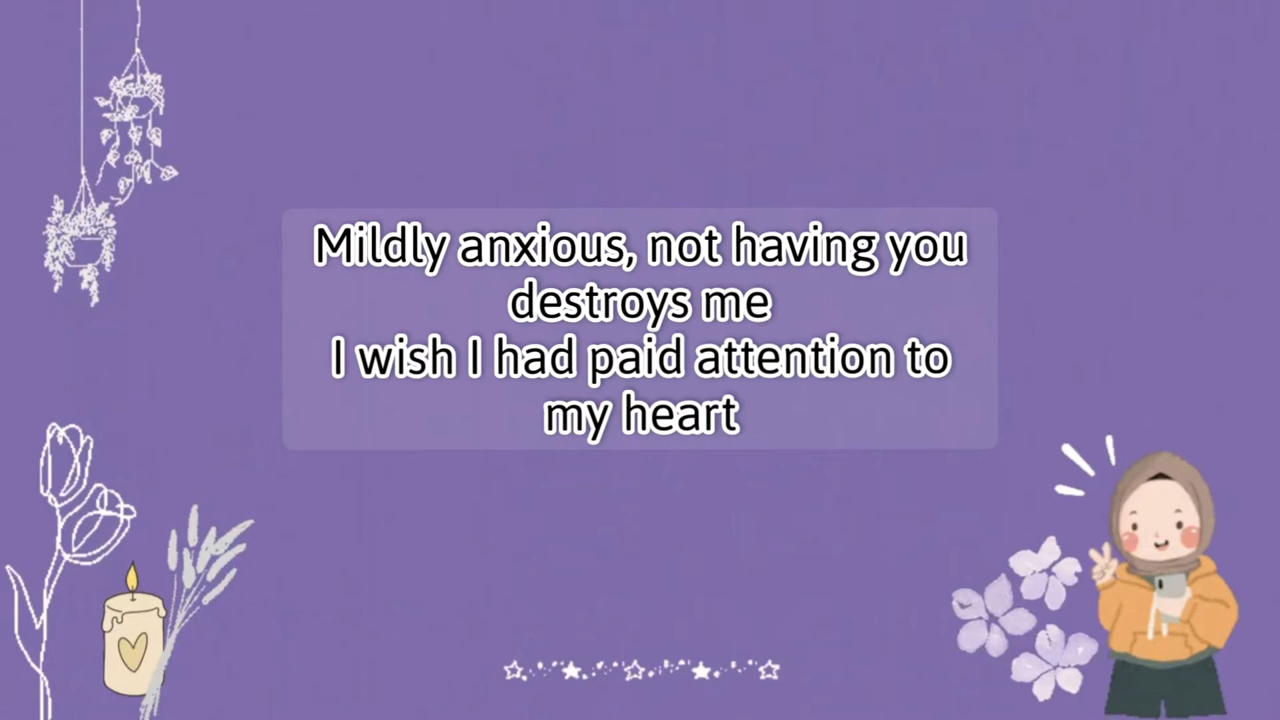 Mildly anxious, not having you
destroys me
I wish I had paid attention to
my heart